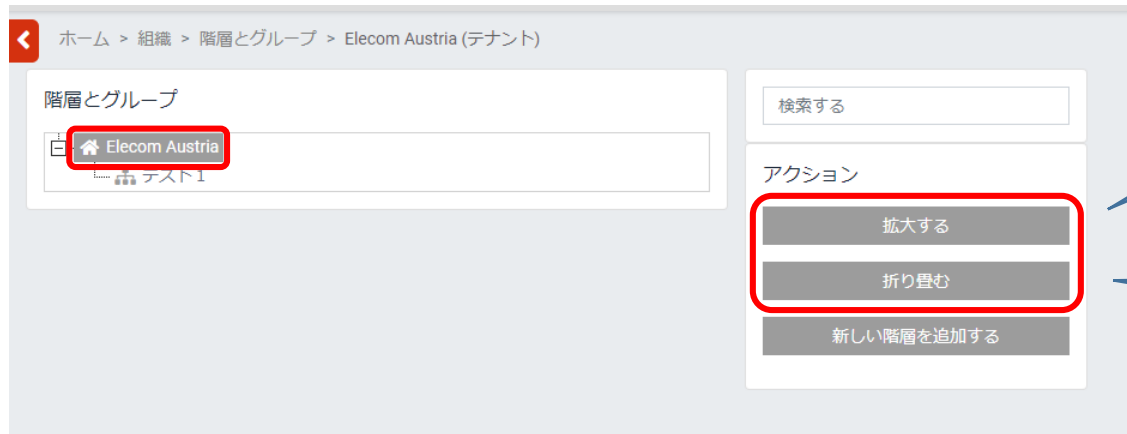 ホーム > 組織 > 階層とグループ > Elecom Austria (テナント)
階層とグループ
Elecom Austria
テスト1
検索する
アクション
拡大する
折り畳む
新しい階層を追加する